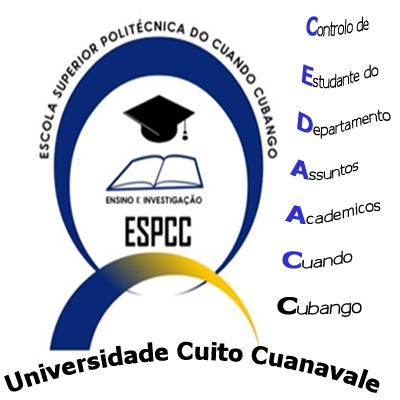 ESCOLA SUPERIOR POLITÉCNICA DO CUANDO CUBANGO
ENSINO E INVESTIGAÇÃO
ESPCC
Controlo de
Estudante do
Departamento
Assuntos
Academicos
Cuando
Cubango
Universidade Cuito Cuanavale